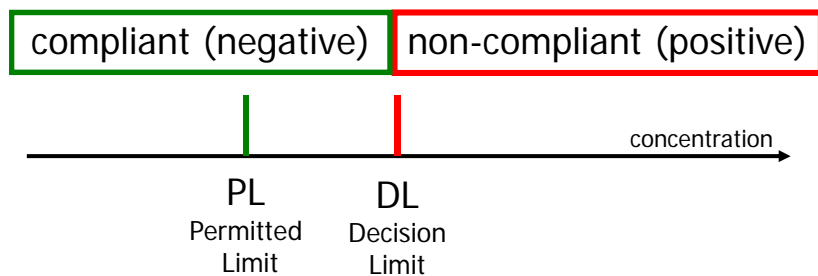 compliant (negative)
non-compliant (positive)
concentration
PL
Permitted
Limit
DL
Decision
Limit